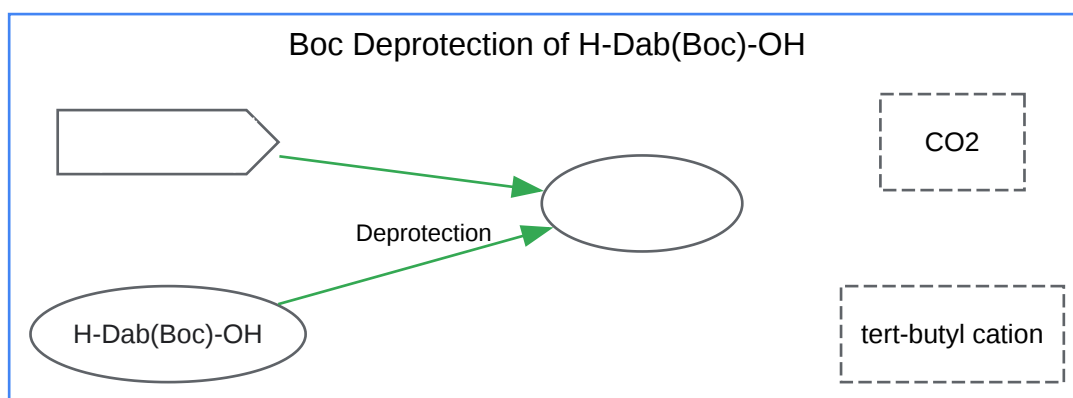 Boc Deprotection of H-Dab(Boc)-OH
CO2
Deprotection
H-Dab(Boc)-OH
tert-butyl cation